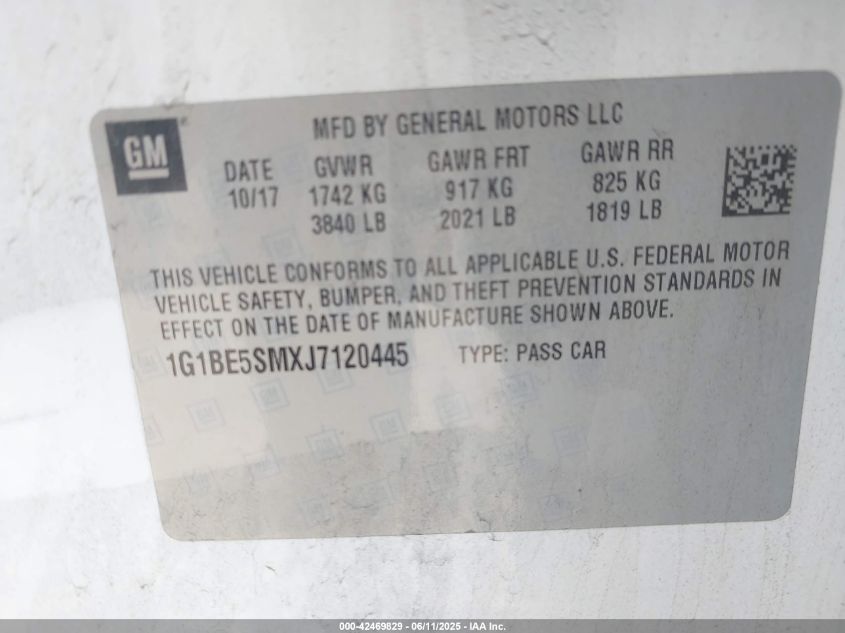 GM
MFD BY GENERAL MOTORS LLC
DATE GVWR GAWR FRT GAWR RR
10/17 1742 KG 917 KG 825 KG
3840 LB 2021 LB 1819 LB
THIS VEHICLE CONFORMS TO ALL APPLICABLE U.S. FEDERAL MOTOR
VEHICLE SAFETY, BUMPER, AND THEFT PREVENTION STANDARDS IN
EFFECT ON THE DATE OF MANUFACTURE SHOWN ABOVE.
1G1BE5SMXJ7120445 TYPE: PASS CAR
000-42469829 - 06/11/2025 - IAA Inc.